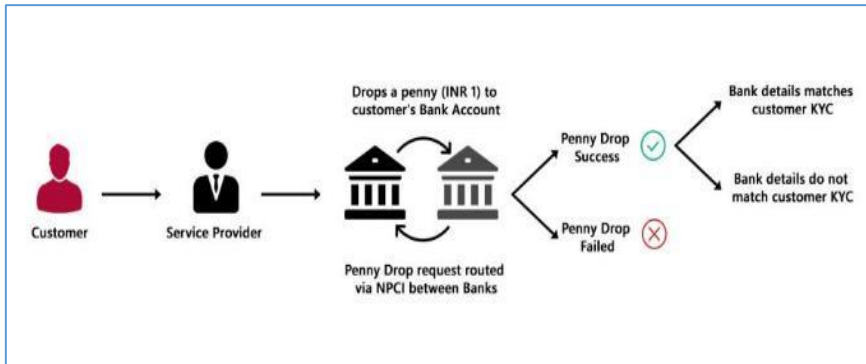 Customer
Service Provider
Drops a penny (INR 1) to
customer's Bank Account
Penny Drop request routed
via NPCI between Banks
Penny Drop
Success
Penny Drop
Failed
Bank details matches
customer KYC
Bank details do not
match customer KYC